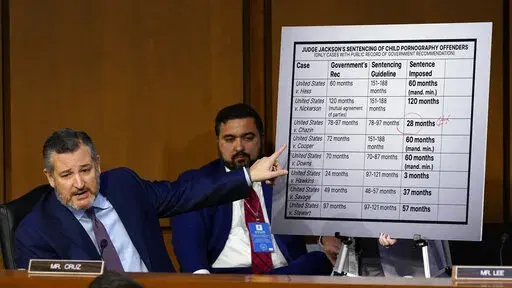 JUDGE JACKSON'S SENTENCING OF CHILD PORNOGRAPHY OFFENDERS
(ONLY CASES WITH PUBLIC RECORD OF GOVERNMENT RECOMMENDATION)
Case Government's Rec Sentencing Guideline Sentence Imposed
United States v. Hess 60 months 151-188 months 60 months (mand. min.)
United States v. Nickerson 120 months (mutual agreement of parties) 151-188 months 120 months
United States v. Chazin 78-97 months 78-97 months 28 months
United States v. Cooper 72 months 151-188 months 60 months (mand. min.)
United States v. Downs 70 months 70-87 months 60 months (mand. min.)
United States v. Hawkins 24 months 97-121 months 3 months
United States v. Savage 49 months 46-57 months 37 months
United States v. Stewart 97 months 97-121 months 57 months
MR. CRUZ
MR. LEE